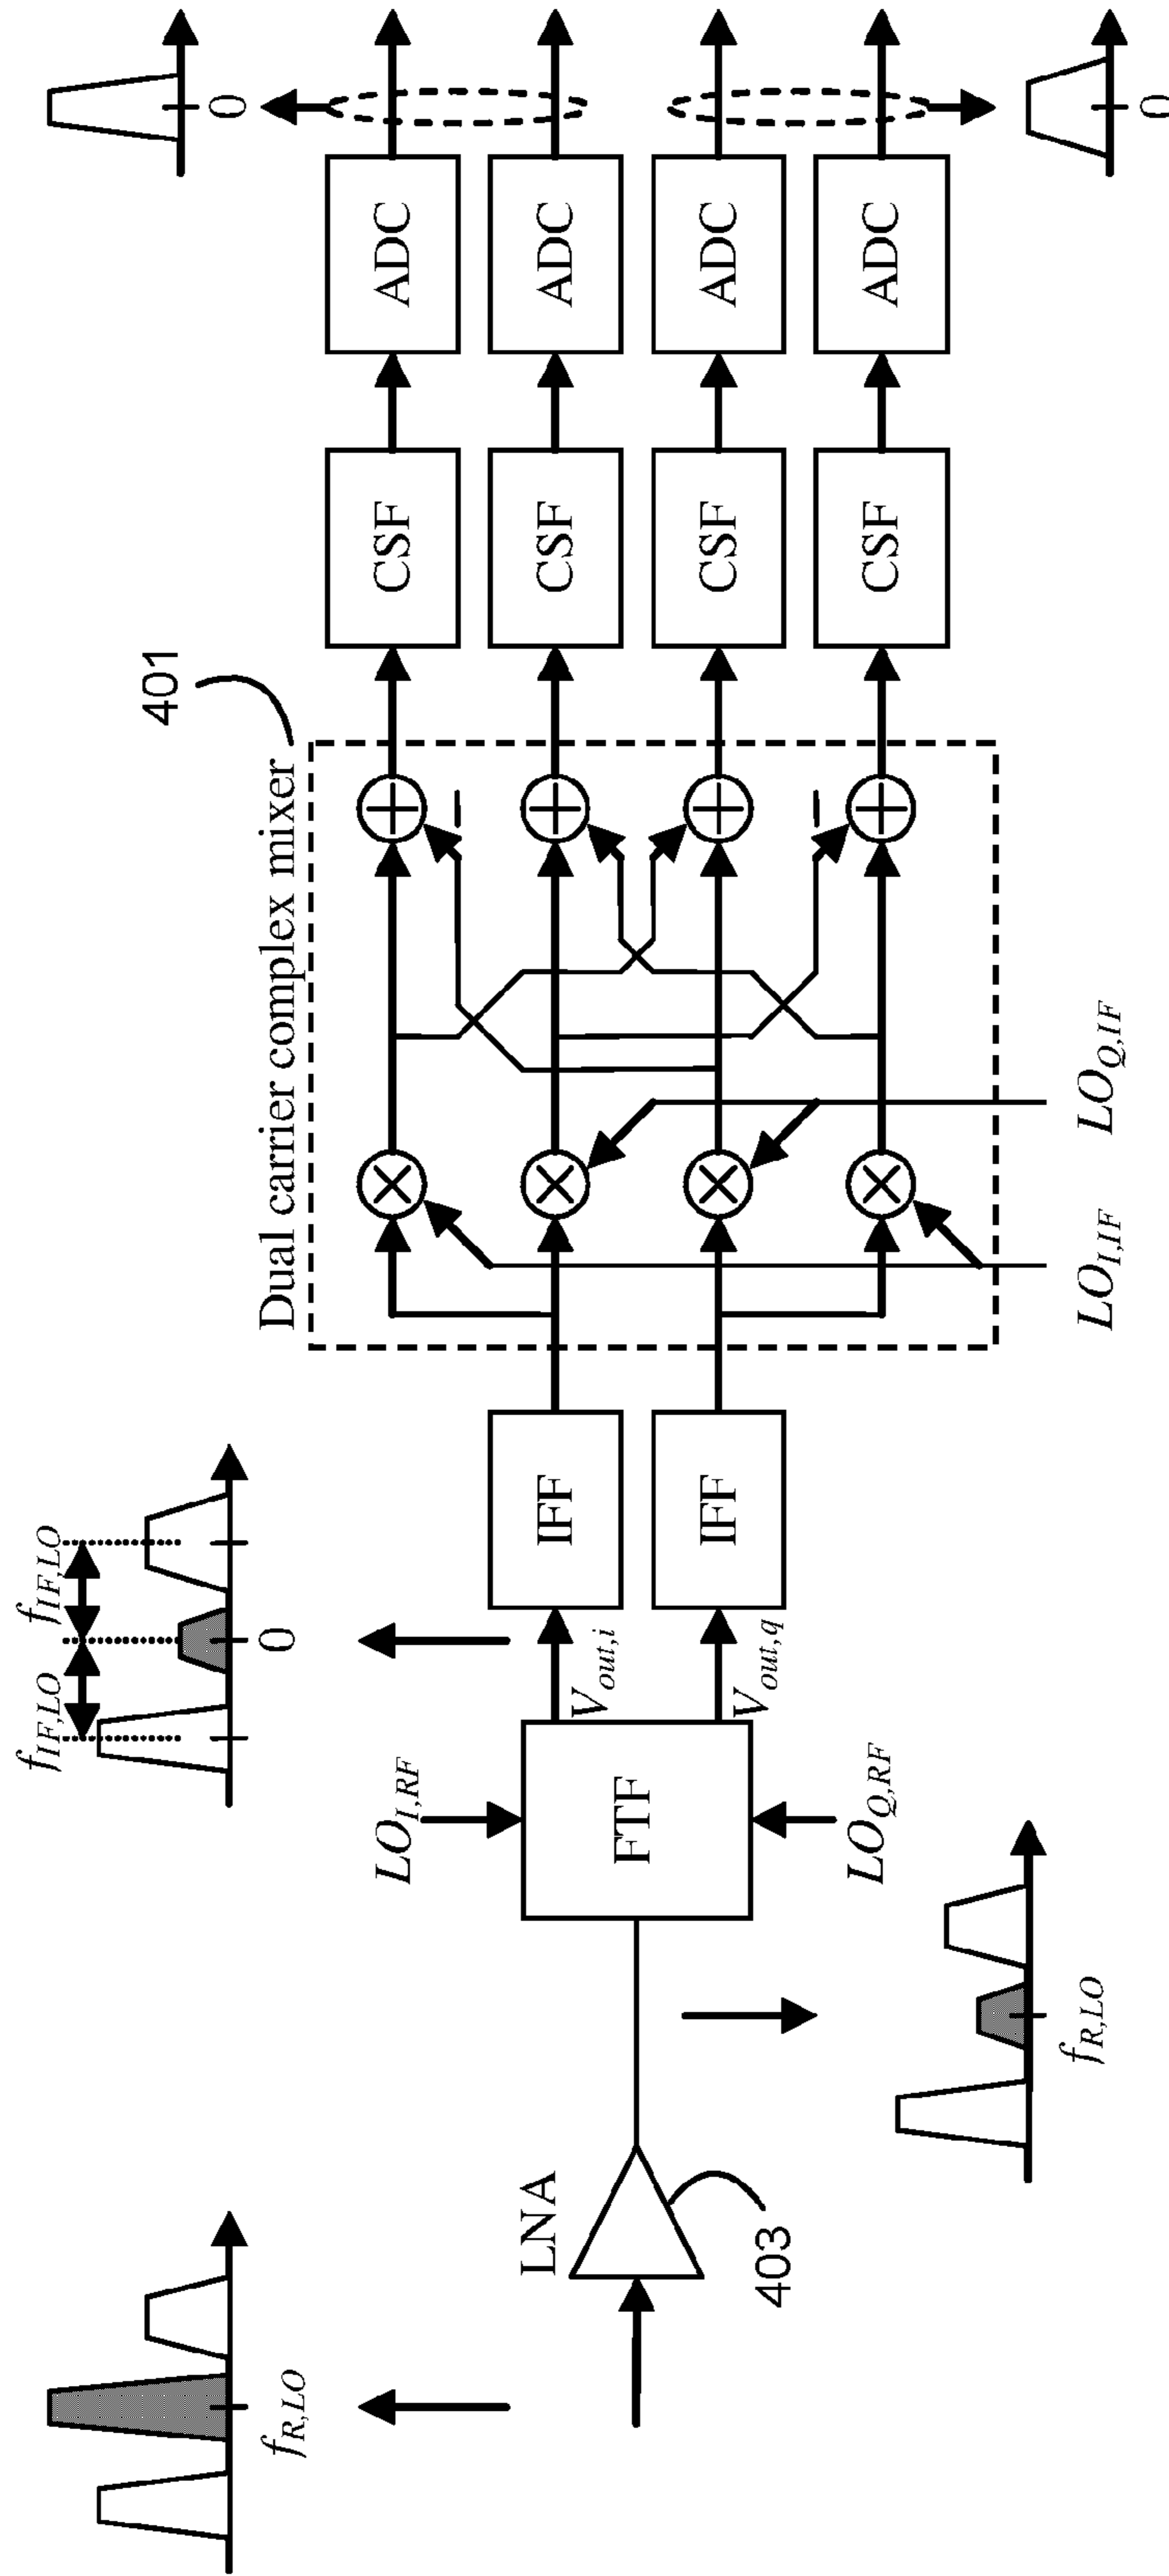 f_{R,LO}
LNA
403
f_{R,LO}
LO_{I,RF}
FTF
LO_{Q,RF}
f_{IF,LO}
f_{IF,LO}
0
V_{out,i}
V_{out,q}
IFF
IFF
Dual carrier complex mixer
401
LO_{I,IF}
LO_{Q,IF}
CSF
CSF
CSF
CSF
ADC
ADC
ADC
ADC
0
0